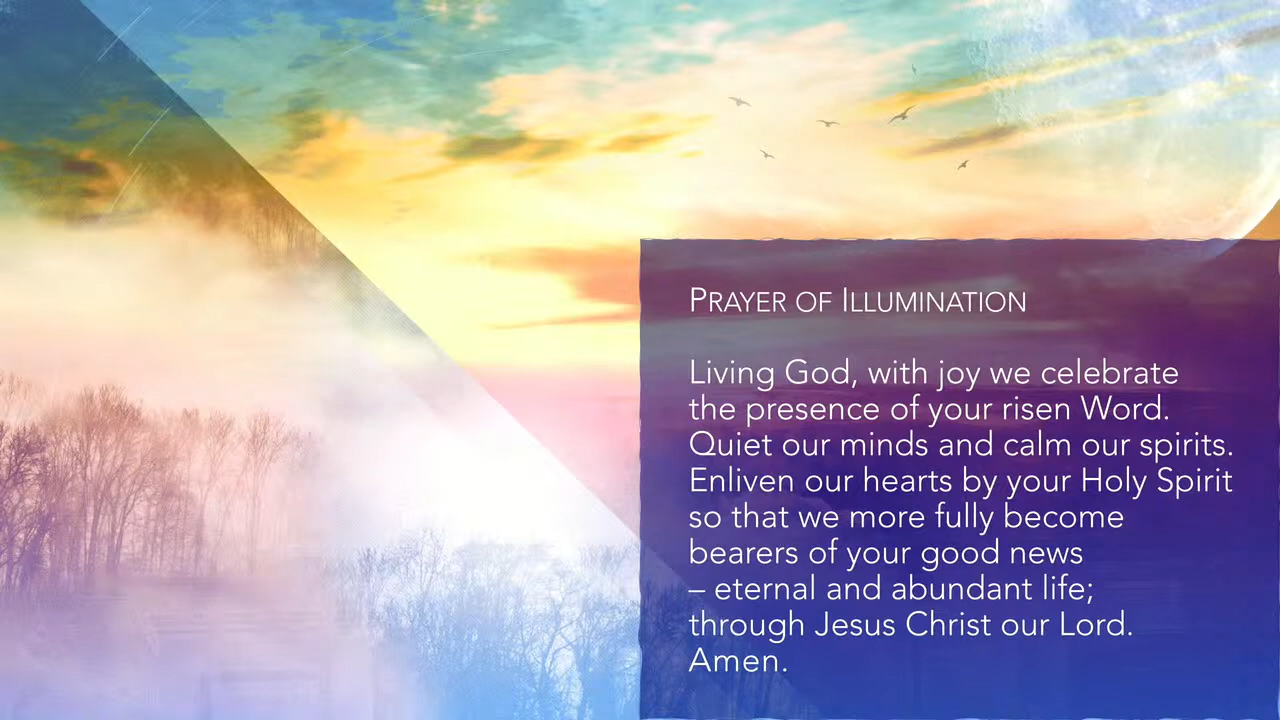 PRAYER OF ILLUMINATION
Living God, with joy we celebrate
the presence of your risen Word.
Quiet our minds and calm our spirits.
Enliven our hearts by your Holy Spirit
so that we more fully become
bearers of your good news
– eternal and abundant life;
through Jesus Christ our Lord.
Amen.